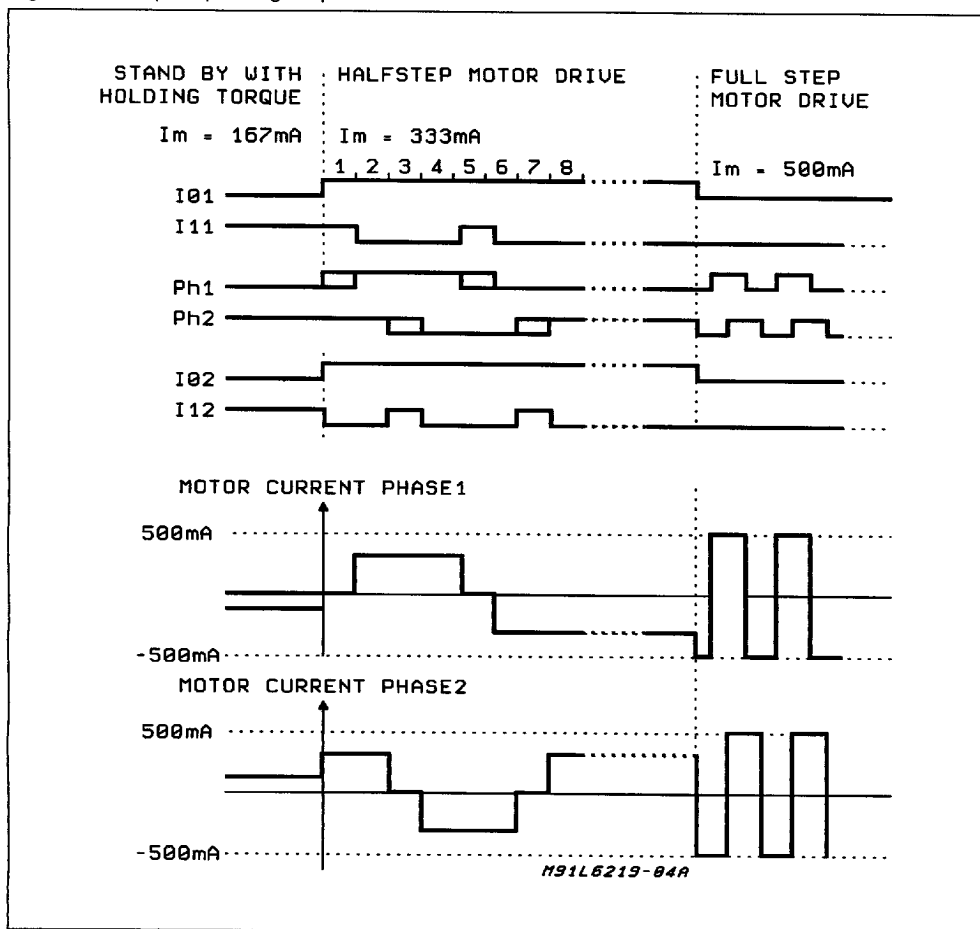 STAND BY WITH
HOLDING TORQUE
Im = 167mA
HALFSTEP MOTOR DRIVE
Im = 333mA
FULL STEP
MOTOR DRIVE
Im = 500mA
1 2 3 4 5 6 7 8
I01
I11
Ph1
Ph2
I02
I12
MOTOR CURRENT PHASE1
500mA
-500mA
MOTOR CURRENT PHASE2
500mA
-500mA
M91L6219-04A